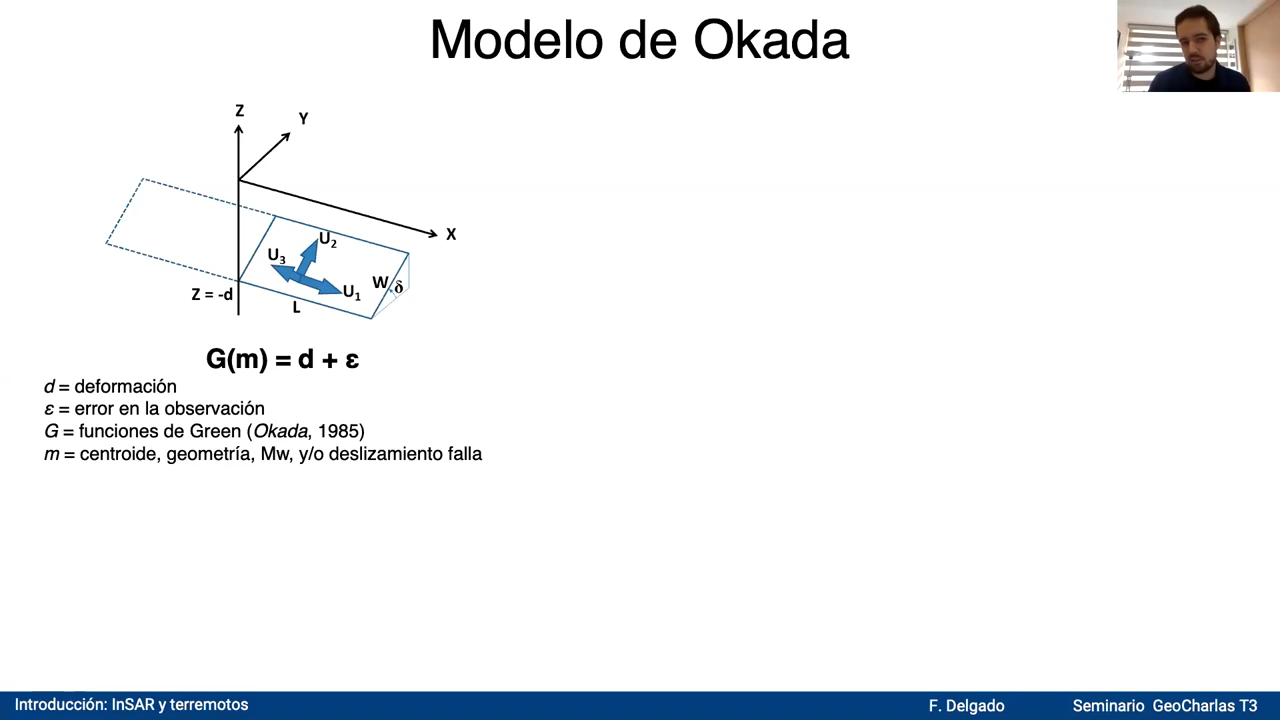 Modelo de Okada
Z
Y
X
U₂
U₃
W
δ
U₁
Z = -d
L
G(m) = d + ε
d = deformación
ε = error en la observación
G = funciones de Green (Okada, 1985)
m = centroide, geometría, Mw, y/o deslizamiento falla
Introducción: InSAR y terremotos
F. Delgado
Seminario GeoCharlas T3